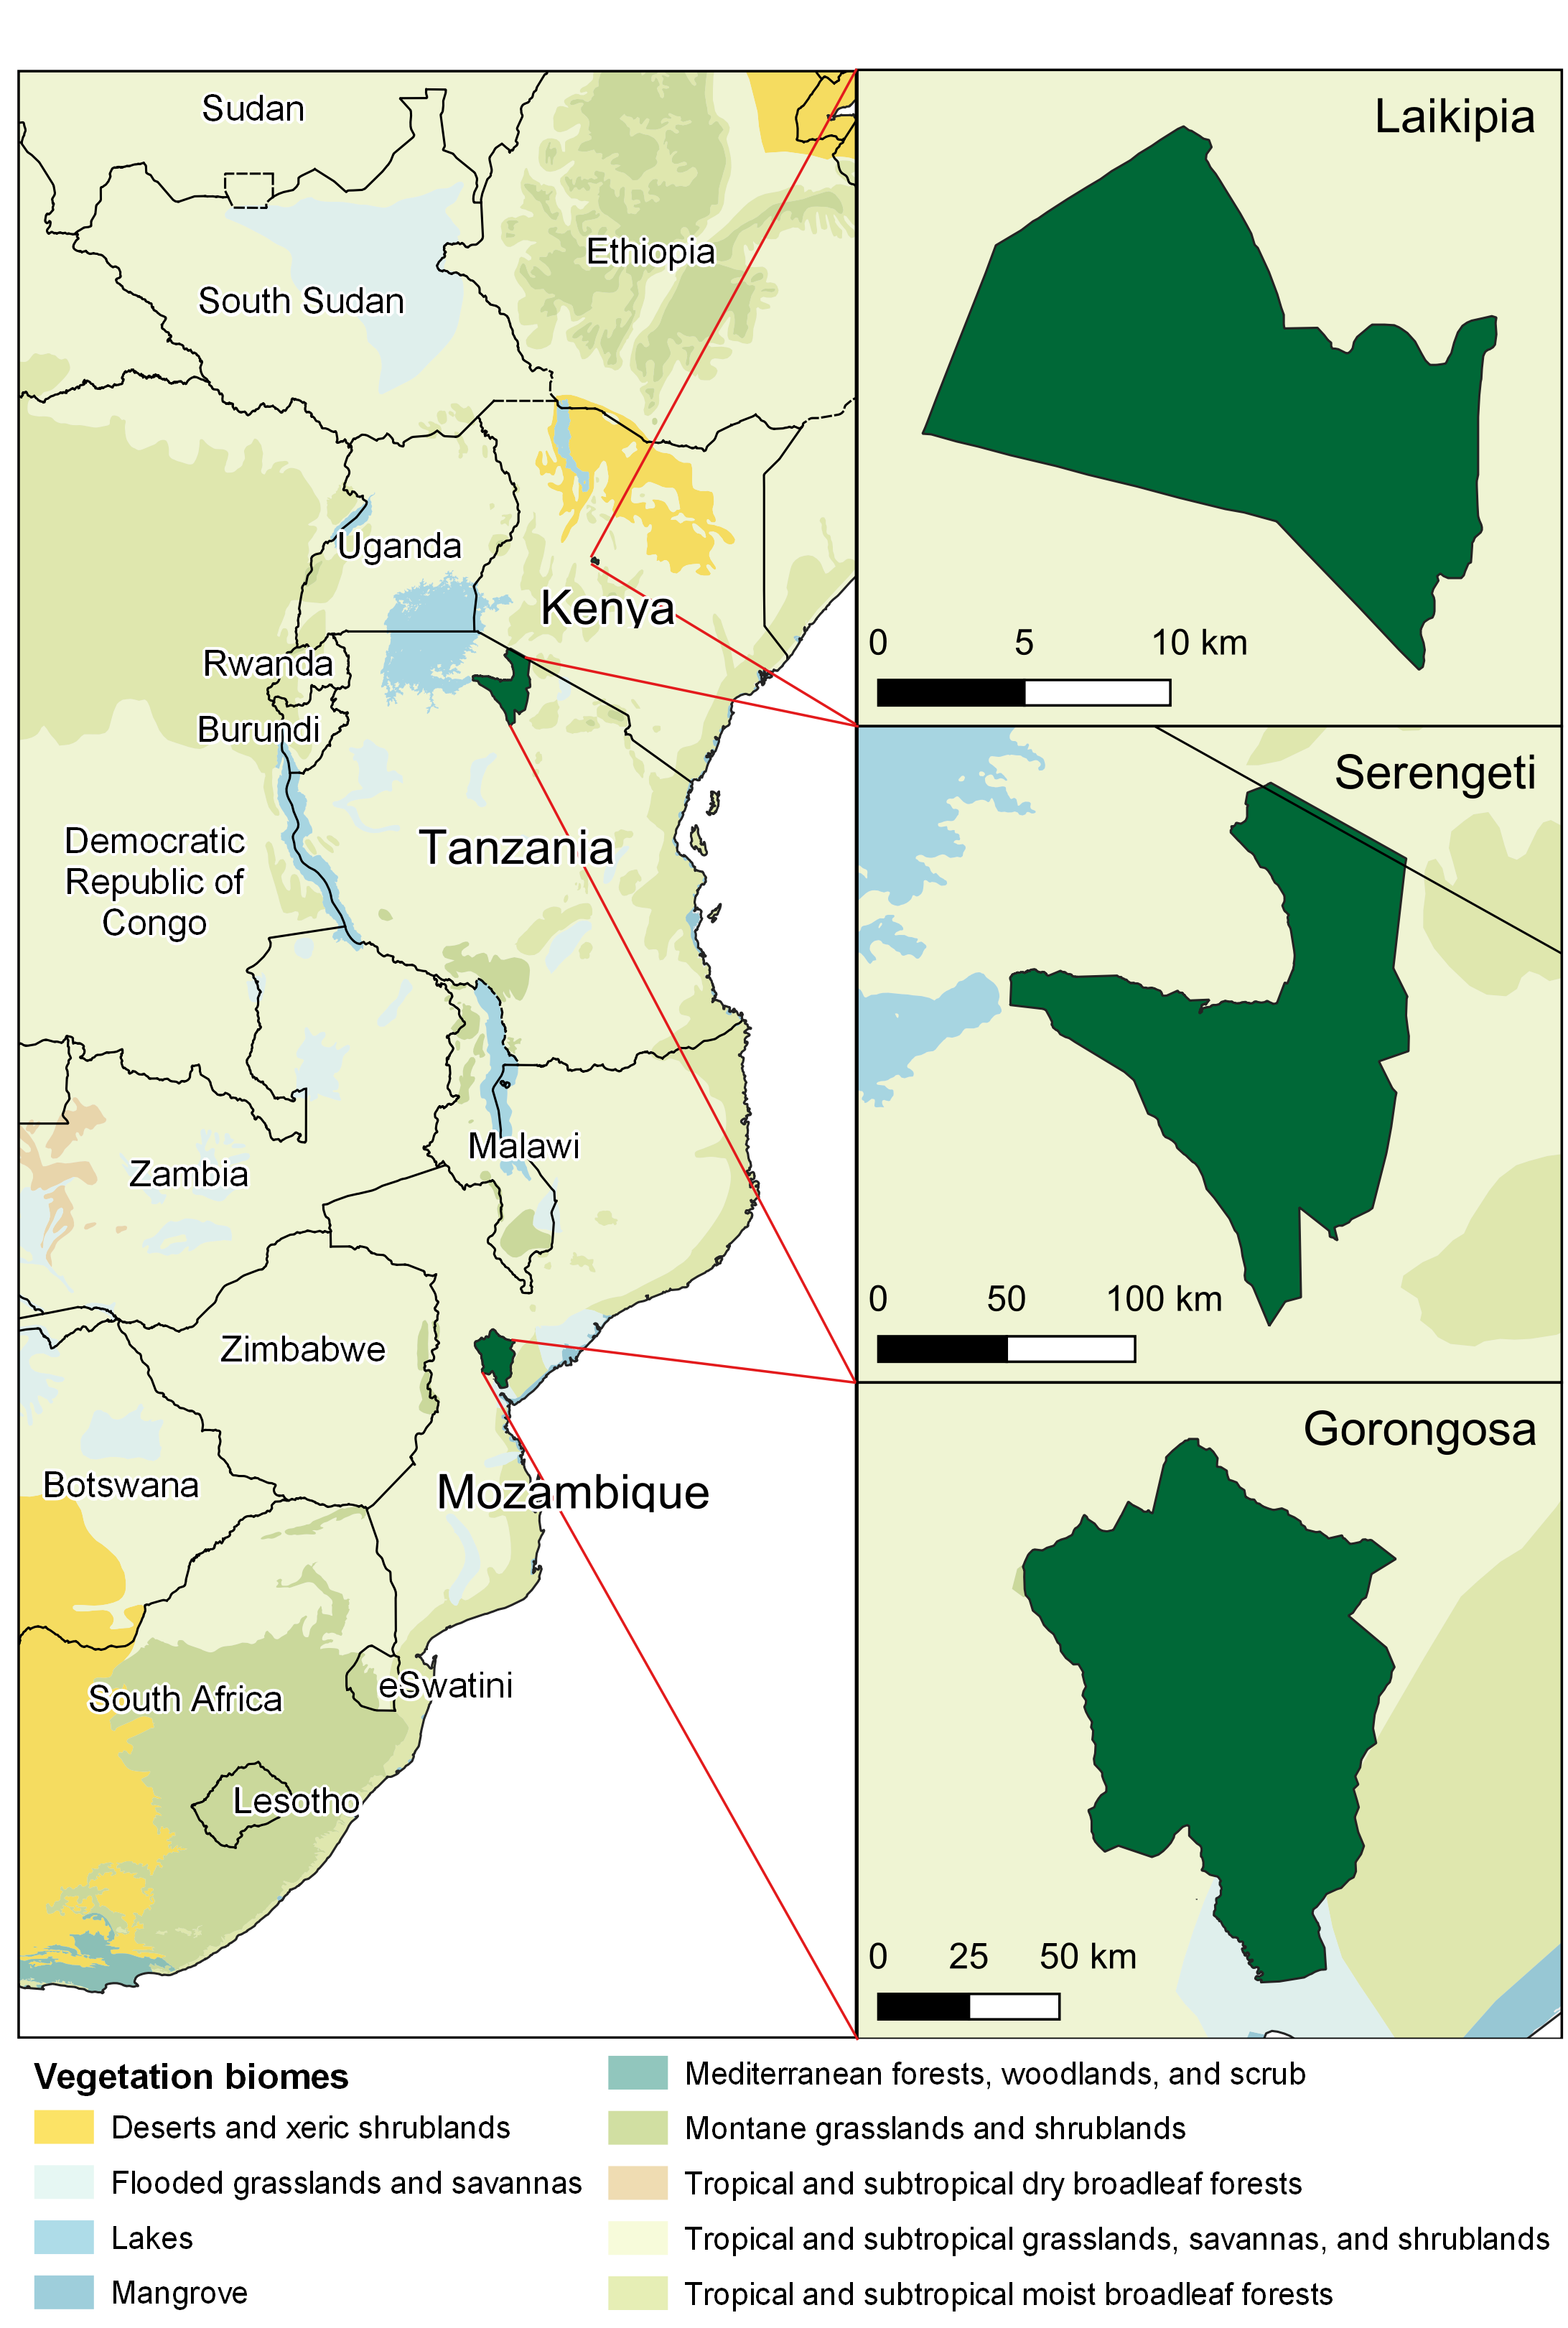 Sudan
Ethiopia
South Sudan
Uganda
Kenya
Rwanda
Burundi
Democratic
Republic of
Congo
Tanzania
Malawi
Zambia
Zimbabwe
Botswana
Mozambique
South Africa
eSwatini
Lesotho
Laikipia
0 5 10 km
Serengeti
0 50 100 km
Gorongosa
0 25 50 km
Vegetation biomes
Deserts and xeric shrublands
Flooded grasslands and savannas
Lakes
Mangrove
Mediterranean forests, woodlands, and scrub
Montane grasslands and shrublands
Tropical and subtropical dry broadleaf forests
Tropical and subtropical grasslands, savannas, and shrublands
Tropical and subtropical moist broadleaf forests